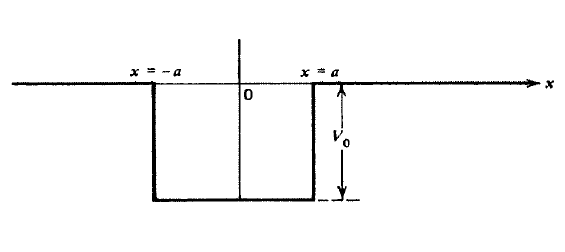 x = -a
x = a
x
0
V₀